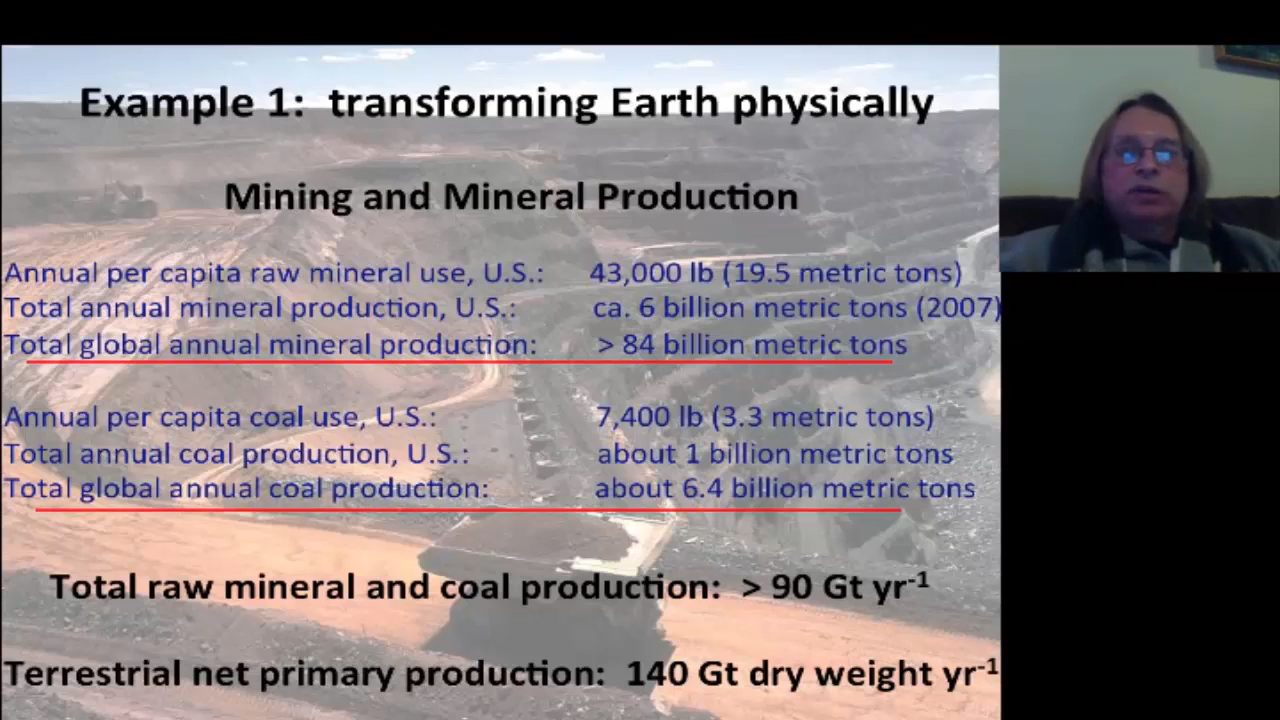 Example 1: transforming Earth physically
Mining and Mineral Production
Annual per capita raw mineral use, U.S.: 43,000 lb (19.5 metric tons)
Total annual mineral production, U.S.: ca. 6 billion metric tons (2007)
Total global annual mineral production: > 84 billion metric tons
Annual per capita coal use, U.S.: 7,400 lb (3.3 metric tons)
Total annual coal production, U.S.: about 1 billion metric tons
Total global annual coal production: about 6.4 billion metric tons
Total raw mineral and coal production: > 90 Gt yr⁻¹
Terrestrial net primary production: 140 Gt dry weight yr⁻¹